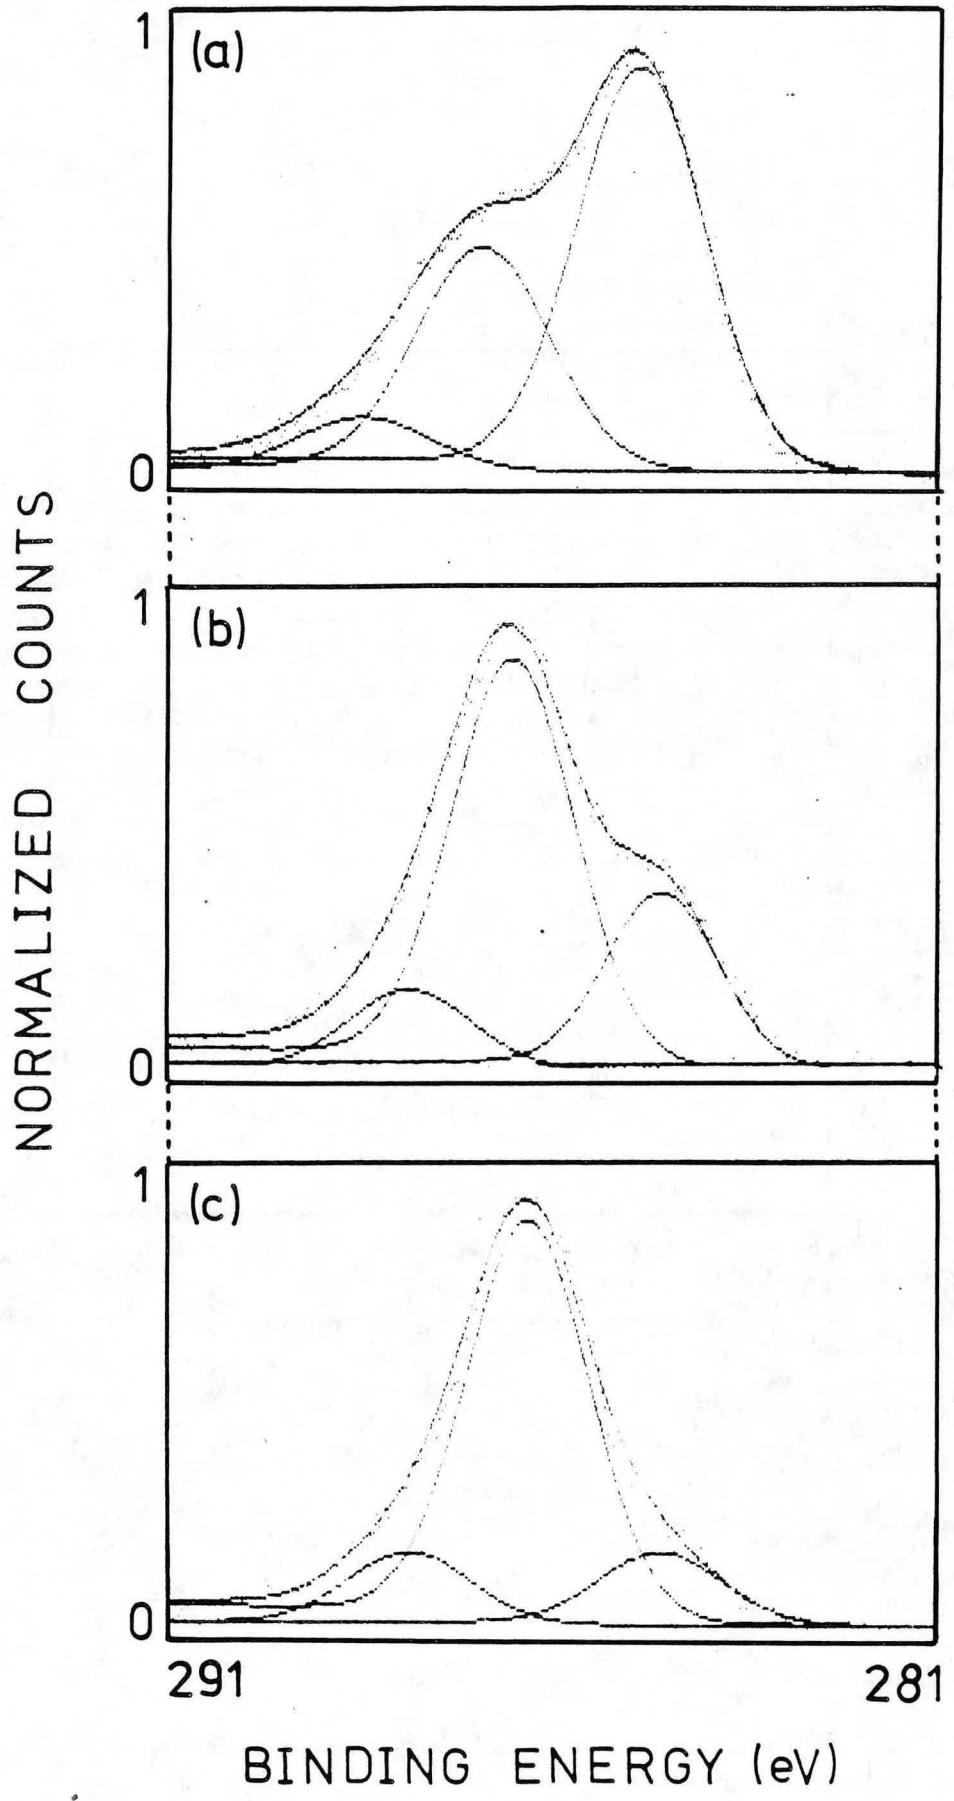 1
(a)
0
NORMALIZED COUNTS
1
(b)
0
1
(c)
0
291
281
BINDING ENERGY (eV)